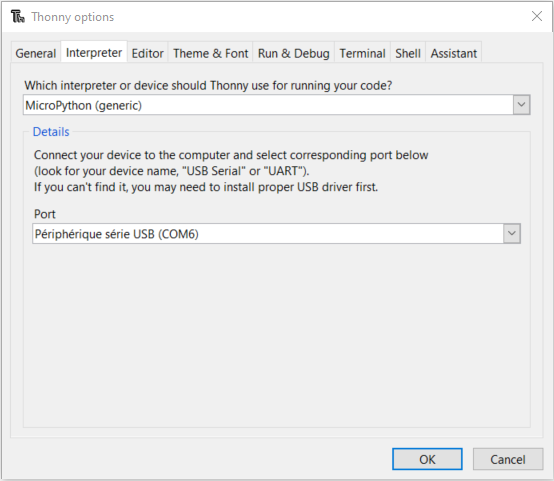 Thonny options
General Interpreter Editor Theme & Font Run & Debug Terminal Shell Assistant
Which interpreter or device should Thonny use for running your code?
MicroPython (generic)
Details
Connect your device to the computer and select corresponding port below
(look for your device name, "USB Serial" or "UART").
If you can't find it, you may need to install proper USB driver first.
Port
Périphérique série USB (COM6)
OK Cancel